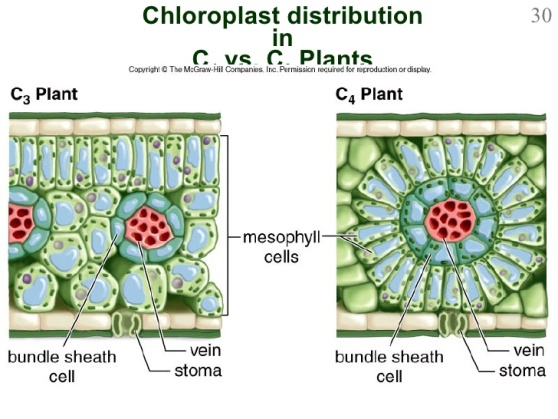 Chloroplast distribution
30
in
C. vs. C. Plants
Copyright © The McGraw-Hill Companies, Inc. Permission required for reproduction or display.
C3 Plant
C4 Plant
mesophyll
cells
bundle sheath
cell
vein
stoma
bundle sheath
cell
vein
stoma